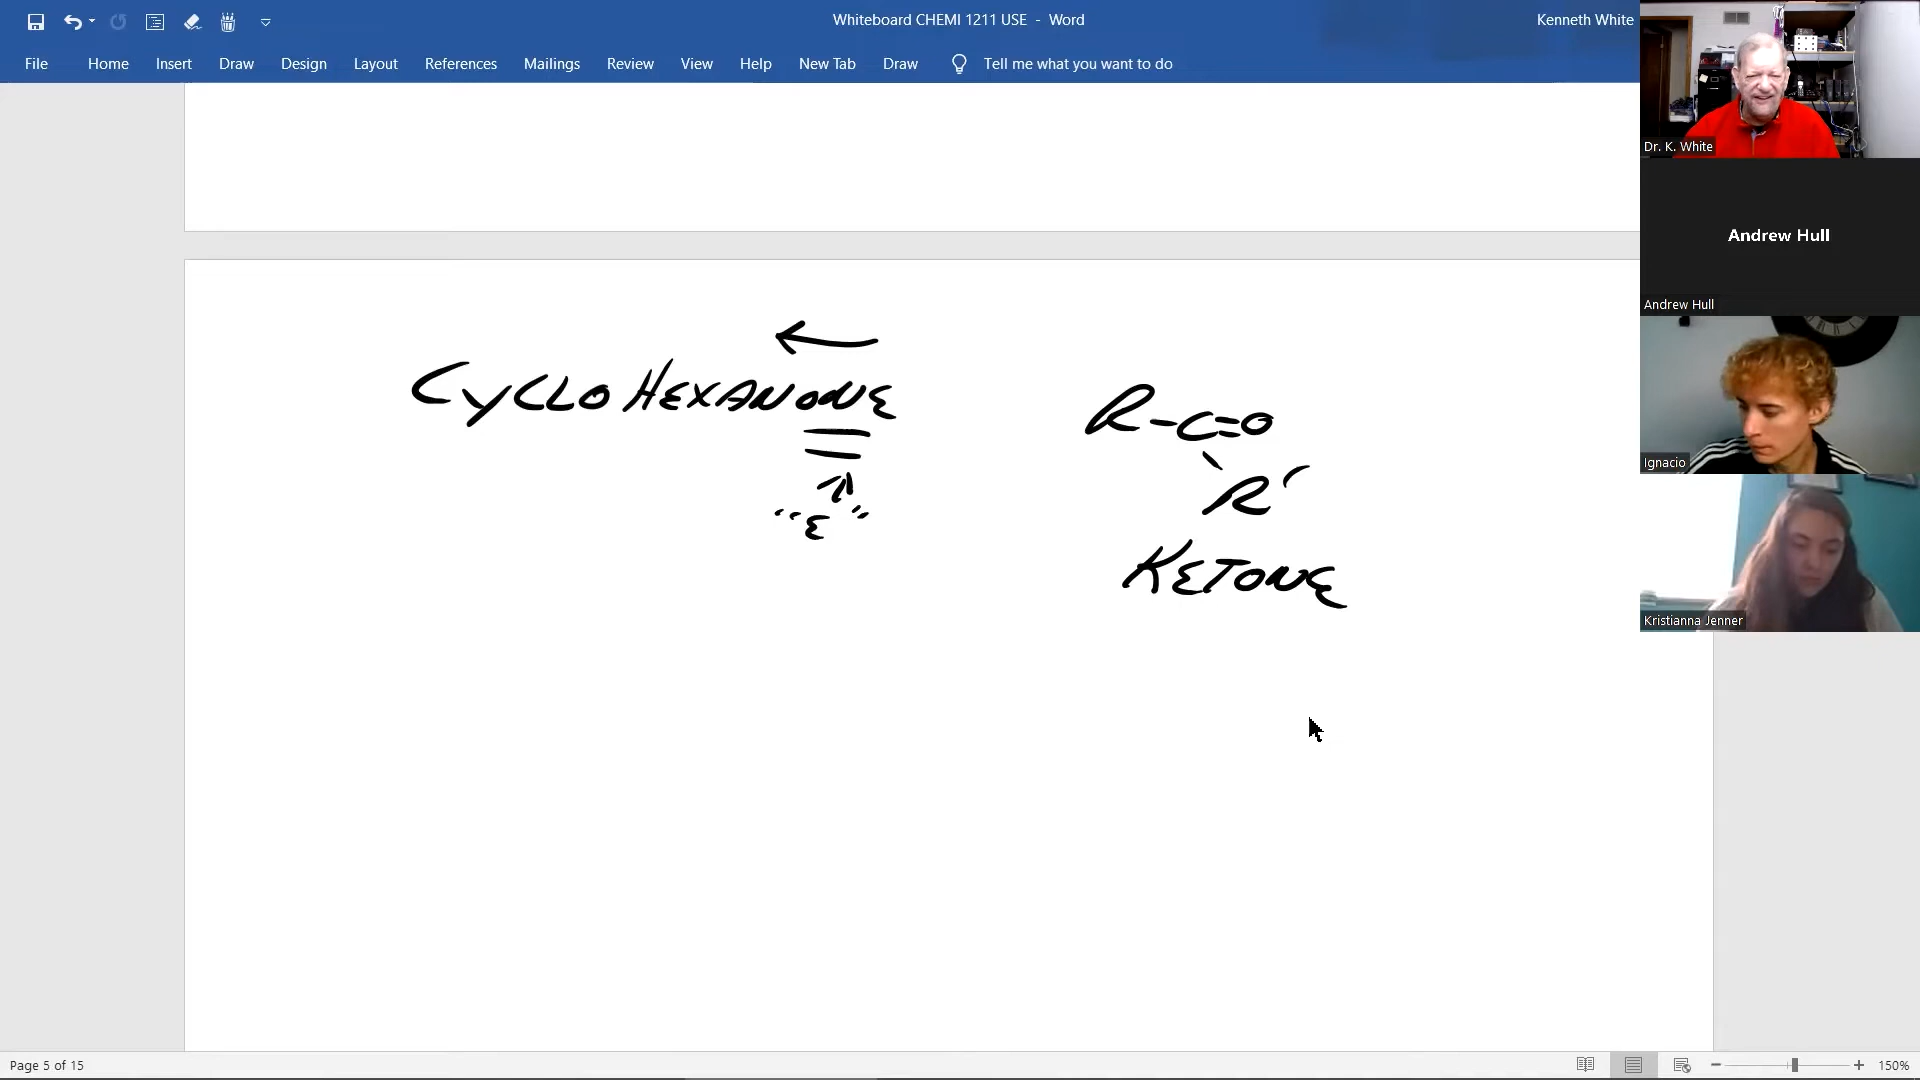 Whiteboard CHEMI 1211 USE - Word
Kenneth White
File Home Insert Draw Design Layout References Mailings Review View Help New Tab Draw Tell me what you want to do
Dr. K. White
Andrew Hull
Andrew Hull
Ignacio
Kristianna Jenner
CYCLOHEXANONE
"E"
R-C=O
R'
KETONE
Page 5 of 15
150%